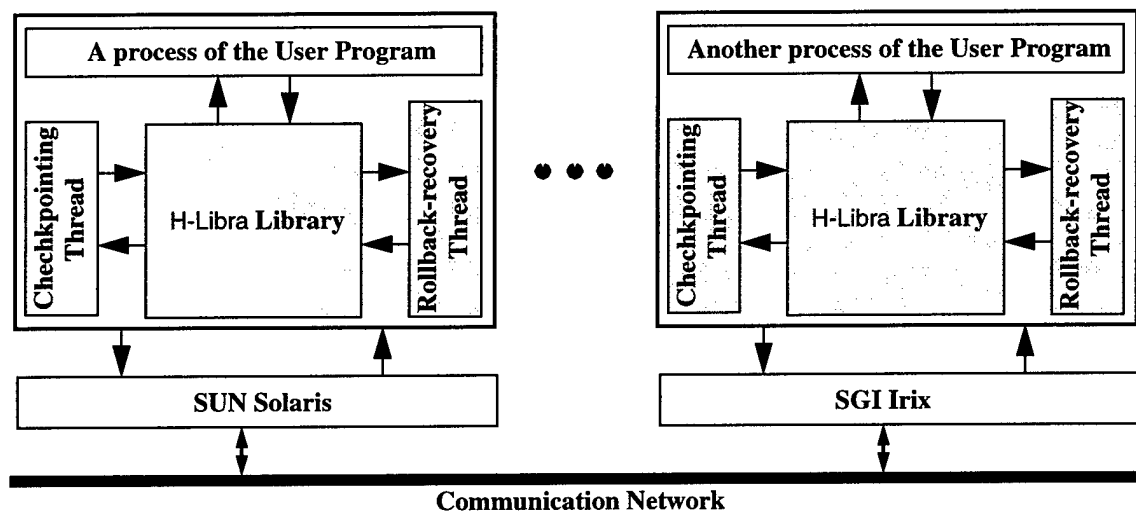 A process of the User Program
Chechkpointing
Thread
H-Libra Library
Rollback-recovery
Thread
SUN Solaris
Another process of the User Program
Checkpointing
Thread
H-Libra Library
Rollback-recovery
Thread
SGI Irix
Communication Network